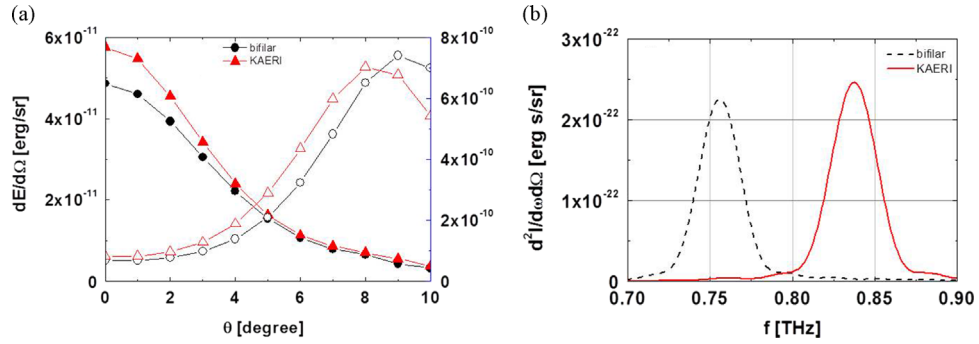 (a)
bifilar
KAERI
dE/dΩ [erg/sr]
6x10⁻¹¹
4x10⁻¹¹
2x10⁻¹¹
0
8x10⁻¹⁰
6x10⁻¹⁰
4x10⁻¹⁰
2x10⁻¹⁰
0
0 2 4 6 8 10
θ [degree]
(b)
bifilar
KAERI
d²I/dωdΩ [erg s/sr]
3x10⁻²²
2x10⁻²²
1x10⁻²²
0
0.70 0.75 0.80 0.85 0.90
f [THz]